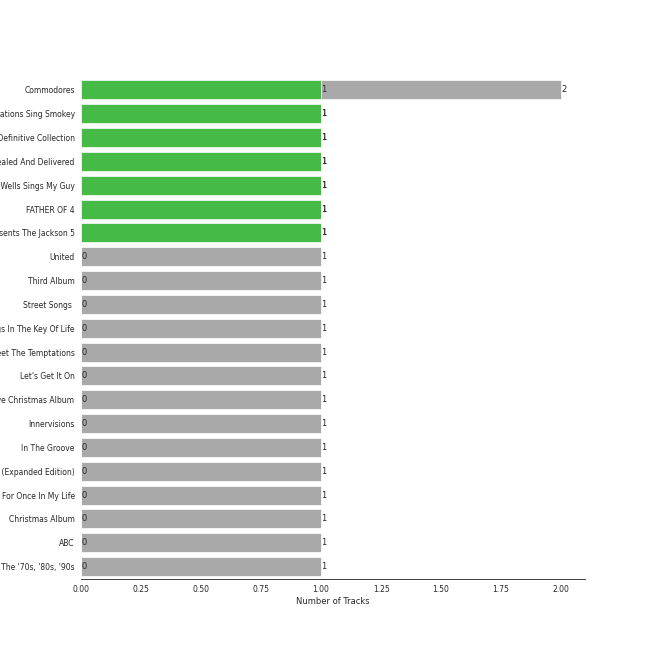 Commodores 1 2
ations Sing Smokey 1
Definitive Collection 1
ealed And Delivered 1
Wells Sings My Guy 1
FATHER OF 4 1
sents The Jackson 5 1
United 0 1
Third Album 0 1
Street Songs 0 1
s In The Key Of Life 0 1
eet The Temptations 0 1
Let's Get It On 0 1
ve Christmas Album 0 1
Innervisions 0 1
In The Groove 0 1
(Expanded Edition) 0 1
For Once In My Life 0 1
Christmas Album 0 1
ABC 0 1
The '70s, '80s, '90s 0 1
0.00 0.25 0.50 0.75 1.00 1.25 1.50 1.75 2.00
Number of Tracks